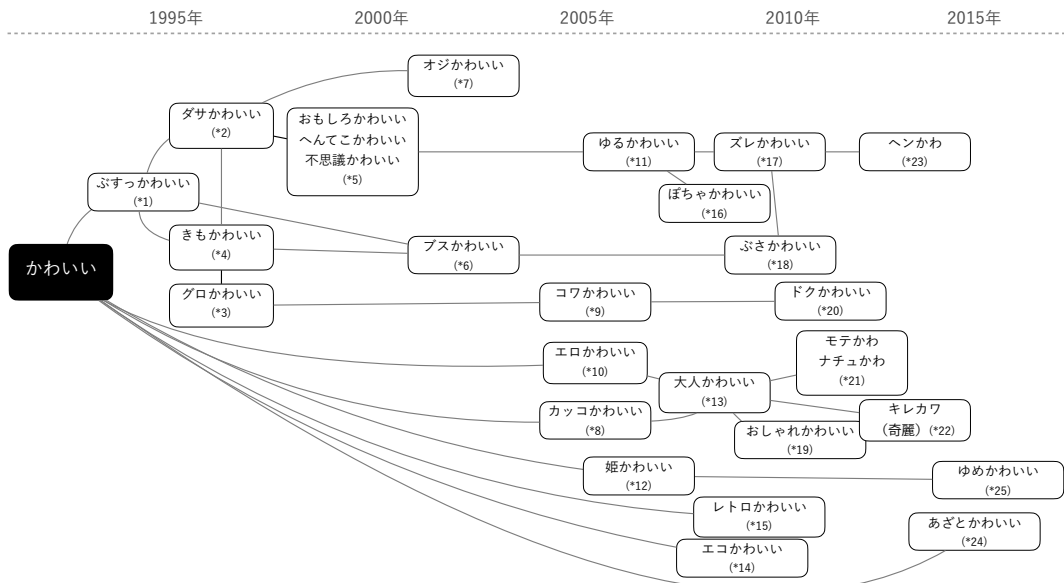 1995年
2000年
2005年
2010年
2015年
オジかわいい
(*7)
ダサかわいい
(*2)
おもしろかわいい
へんてこかわいい
不思議かわいい
(*5)
ゆるかわいい
(*11)
ズレかわいい
(*17)
ヘンかわ
(*23)
ぶすっかわいい
(*1)
ぽちゃかわいい
(*16)
きもかわいい
(*4)
ブスかわいい
(*6)
ぶさかわいい
(*18)
かわいい
グロかわいい
(*3)
コワかわいい
(*9)
ドクかわいい
(*20)
エロかわいい
(*10)
モテかわ
ナチュかわ
(*21)
大人かわいい
(*13)
カッコかわいい
(*8)
キレカワ
（奇麗）(*22)
おしゃれかわいい
(*19)
姫かわいい
(*12)
ゆめかわいい
(*25)
レトロかわいい
(*15)
あざとかわいい
(*24)
エコかわいい
(*14)